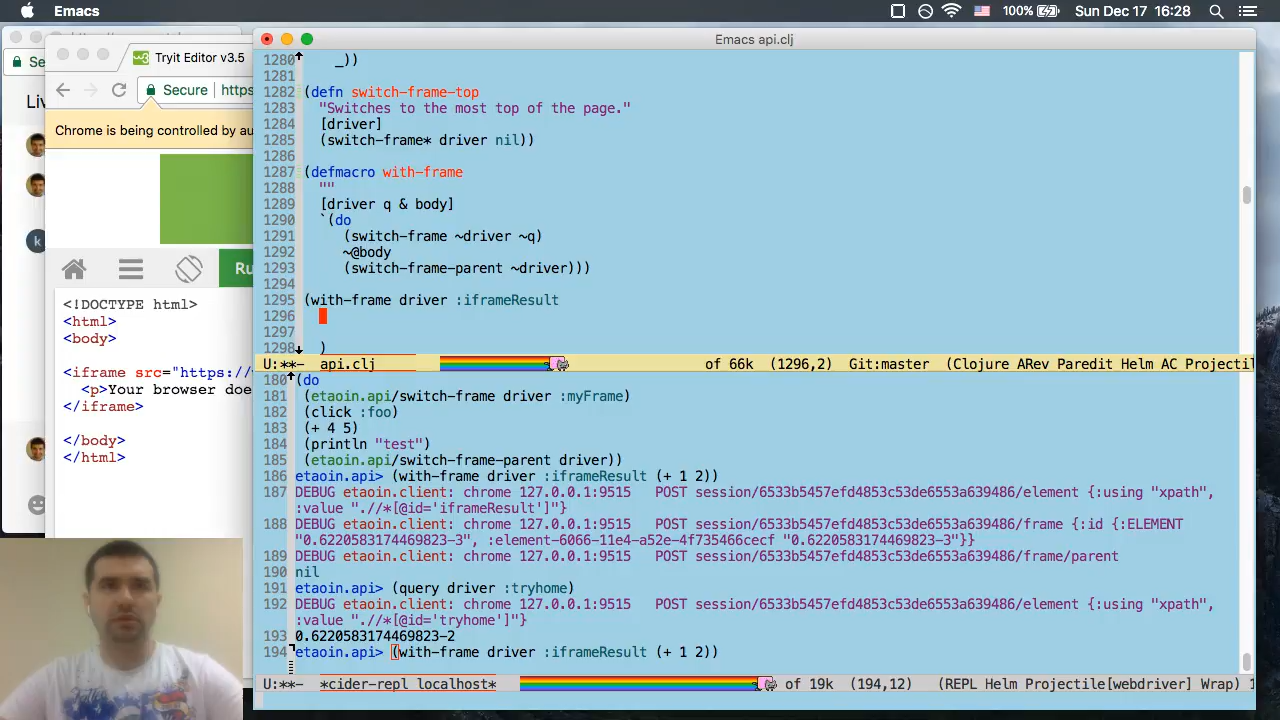 Emacs
100%
Sun Dec 17 16:28
Emacs api.clj
Tryit Editor v3.5
Se
Secure
https
Liv
Chrome is being controlled by au
k
Ru
<!DOCTYPE html>
<html>
<body>
<iframe src="https://
<p>Your browser doe
</iframe>
</body>
</html>
1280 _))
1281
1282 (defn switch-frame-top
1283 "Switches to the most top of the page."
1284 [driver]
1285 (switch-frame* driver nil))
1286
1287 (defmacro with-frame
1288 ""
1289 [driver q & body]
1290 `(do
1291 (switch-frame ~driver ~q)
1292 ~@body
1293 (switch-frame-parent ~driver)))
1294
1295 (with-frame driver :iframeResult
1296
1297
1298 )
U:**- api.clj of 66k (1296,2) Git:master (Clojure ARev Paredit Helm AC Projectil
180 (do
181 (etaoin.api/switch-frame driver :myFrame)
182 (click :foo)
183 (+ 4 5)
184 (println "test")
185 (etaoin.api/switch-frame-parent driver))
186 etaoin.api> (with-frame driver :iframeResult (+ 1 2))
187 DEBUG etaoin.client: chrome 127.0.0.1:9515 POST session/6533b5457efd4853c53de6553a639486/element {:using "xpath",
:value ".//*[@id='iframeResult']"}
188 DEBUG etaoin.client: chrome 127.0.0.1:9515 POST session/6533b5457efd4853c53de6553a639486/frame {:id {:ELEMENT
"0.6220583174469823-3", :element-6066-11e4-a52e-4f735466cecf "0.6220583174469823-3"}}
189 DEBUG etaoin.client: chrome 127.0.0.1:9515 POST session/6533b5457efd4853c53de6553a639486/frame/parent
190 nil
191 etaoin.api> (query driver :tryhome)
192 DEBUG etaoin.client: chrome 127.0.0.1:9515 POST session/6533b5457efd4853c53de6553a639486/element {:using "xpath",
:value ".//*[@id='tryhome']"}
193 0.6220583174469823-2
194 etaoin.api> (with-frame driver :iframeResult (+ 1 2))
U:**- *cider-repl localhost* of 19k (194,12) (REPL Helm Projectile[webdriver] Wrap) 1